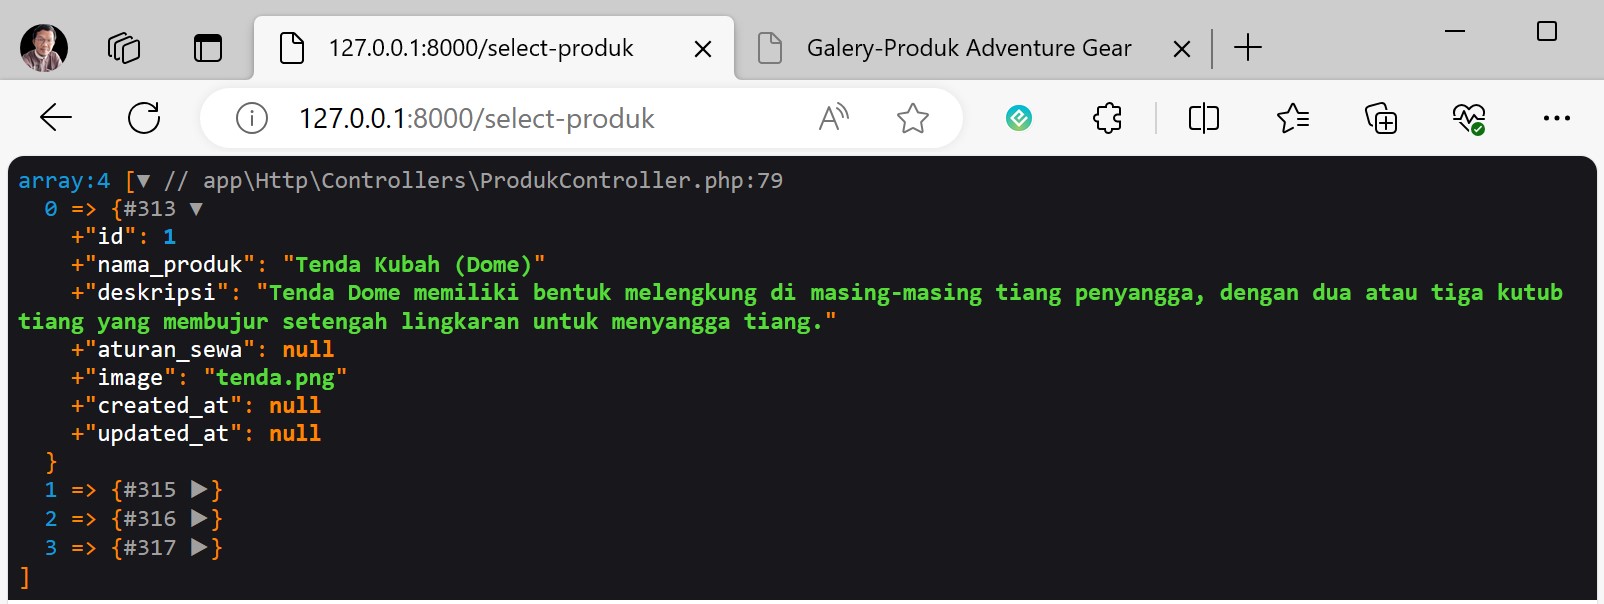 127.0.0.1:8000/select-produk
Galery-Produk Adventure Gear
127.0.0.1:8000/select-produk
array:4 [▼ // app\Http\Controllers\ProdukController.php:79
0 => {#313 ▼
+"id": 1
+"nama_produk": "Tenda Kubah (Dome)"
+"deskripsi": "Tenda Dome memiliki bentuk melengkung di masing-masing tiang penyangga, dengan dua atau tiga kutub
tiang yang membujur setengah lingkaran untuk menyangga tiang."
+"aturan_sewa": null
+"image": "tenda.png"
+"created_at": null
+"updated_at": null
}
1 => {#315 ▶}
2 => {#316 ▶}
3 => {#317 ▶}
]